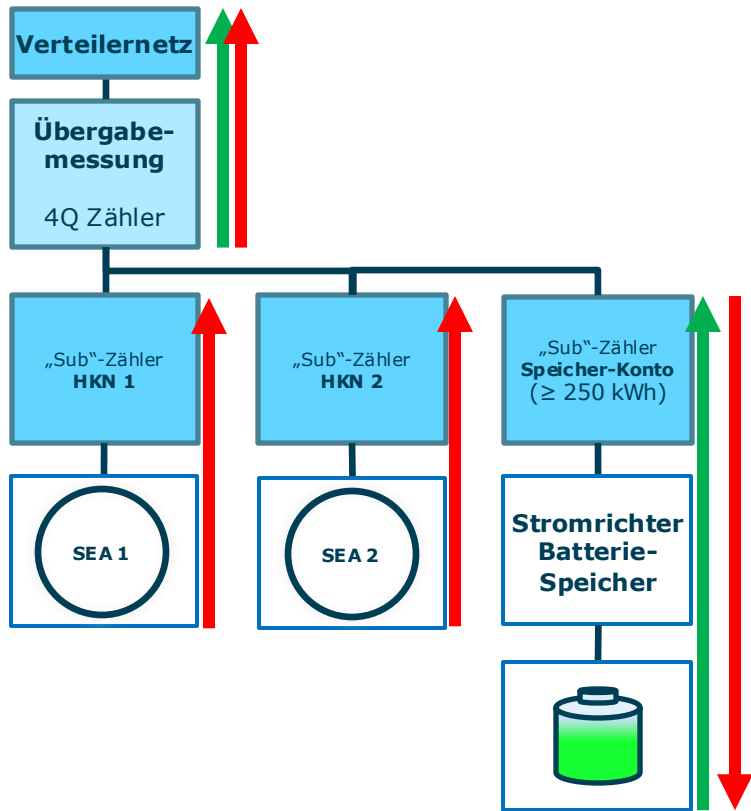 Verteilernetz
Übergabe-
messung
4Q Zähler
„Sub“-Zähler
HKN 1
„Sub“-Zähler
HKN 2
„Sub“-Zähler
Speicher-Konto
(≥ 250 kWh)
SEA 1
SEA 2
Stromrichter
Batterie-
Speicher